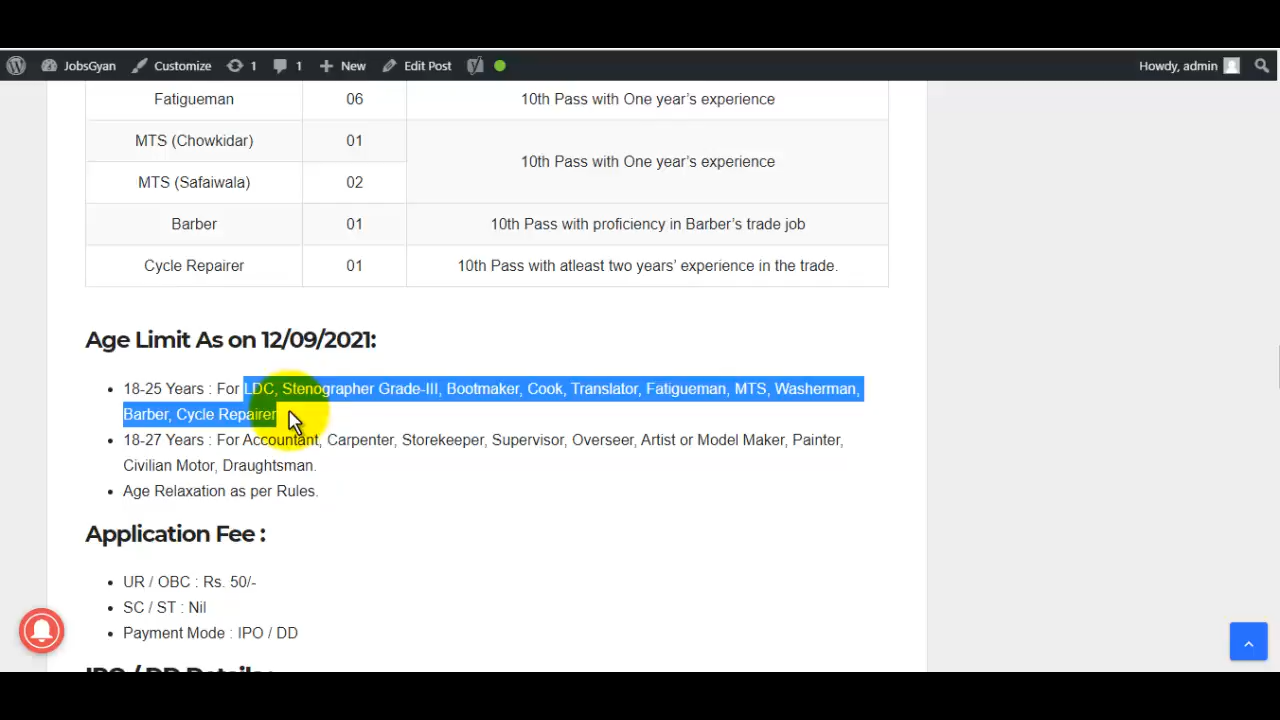 JobsGyan Customize 1 1 New Edit Post Howdy, admin
Fatigueman 06 10th Pass with One year’s experience
MTS (Chowkidar) 01
10th Pass with One year’s experience
MTS (Safaiwala) 02
Barber 01 10th Pass with proficiency in Barber’s trade job
Cycle Repairer 01 10th Pass with atleast two years’ experience in the trade.
Age Limit As on 12/09/2021:
18-25 Years : For LDC, Stenographer Grade-III, Bootmaker, Cook, Translator, Fatigueman, MTS, Washerman,
Barber, Cycle Repairer
18-27 Years : For Accountant, Carpenter, Storekeeper, Supervisor, Overseer, Artist or Model Maker, Painter,
Civilian Motor, Draughtsman.
Age Relaxation as per Rules.
Application Fee :
UR / OBC : Rs. 50/-
SC / ST : Nil
Payment Mode : IPO / DD
IPO / DD Details :